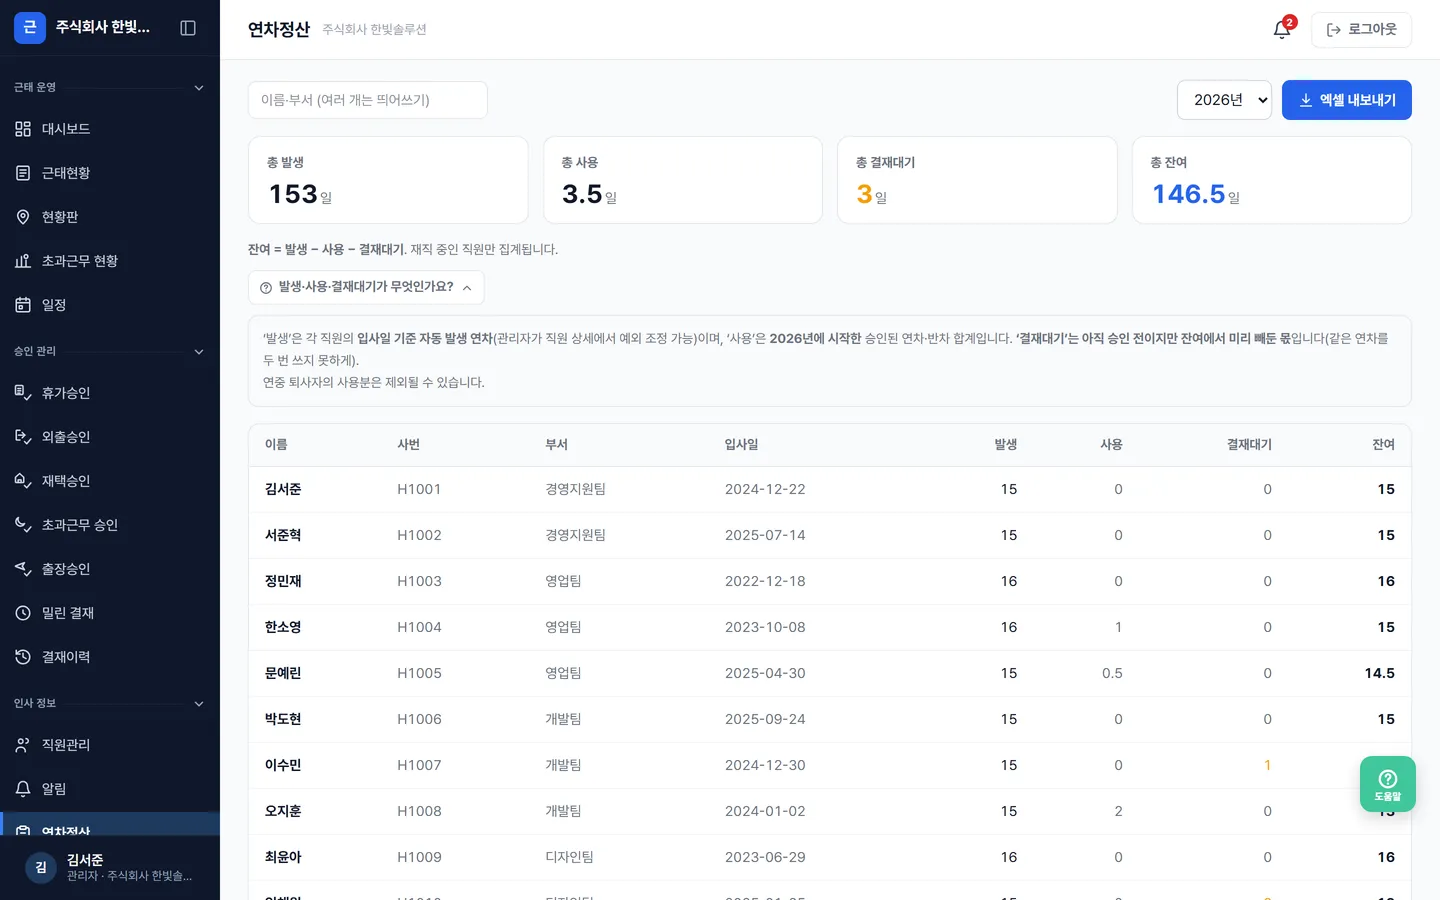 근 주식회사 한빛...
근태 운영
대시보드
근태현황
현황판
초과근무 현황
일정
승인 관리
휴가승인
외출승인
재택승인
초과근무 승인
출장승인
밀린 결재
결재이력
인사 정보
직원관리
알림
연차정산
김 김서준
관리자 · 주식회사 한빛솔...
연차정산 주식회사 한빛솔루션
2
로그아웃
이름·부서 (여러 개는 띄어쓰기)
2026년
엑셀 내보내기
총 발생
153일
총 사용
3.5일
총 결재대기
3일
총 잔여
146.5일
잔여 = 발생 − 사용 − 결재대기. 재직 중인 직원만 집계됩니다.
발생·사용·결재대기가 무엇인가요?
‘발생’은 각 직원의 입사일 기준 자동 발생 연차(관리자가 직원 상세에서 예외 조정 가능)이며, ‘사용’은 2026년에 시작한 승인된 연차·반차 합계입니다. ‘결재대기’는 아직 승인 전이지만 잔여에서 미리 빼둔 몫입니다(같은 연차를
두 번 쓰지 못하게).
연중 퇴사자의 사용분은 제외될 수 있습니다.
이름 사번 부서 입사일 발생 사용 결재대기 잔여
김서준 H1001 경영지원팀 2024-12-22 15 0 0 15
서준혁 H1002 경영지원팀 2025-07-14 15 0 0 15
정민재 H1003 영업팀 2022-12-18 16 0 0 16
한소영 H1004 영업팀 2023-10-08 16 1 0 15
문예린 H1005 영업팀 2025-04-30 15 0.5 0 14.5
박도현 H1006 개발팀 2025-09-24 15 0 0 15
이수민 H1007 개발팀 2024-12-30 15 0 1
오지훈 H1008 개발팀 2024-01-02 15 2 0 13
최윤아 H1009 디자인팀 2023-06-29 16 0 0 16
도움말